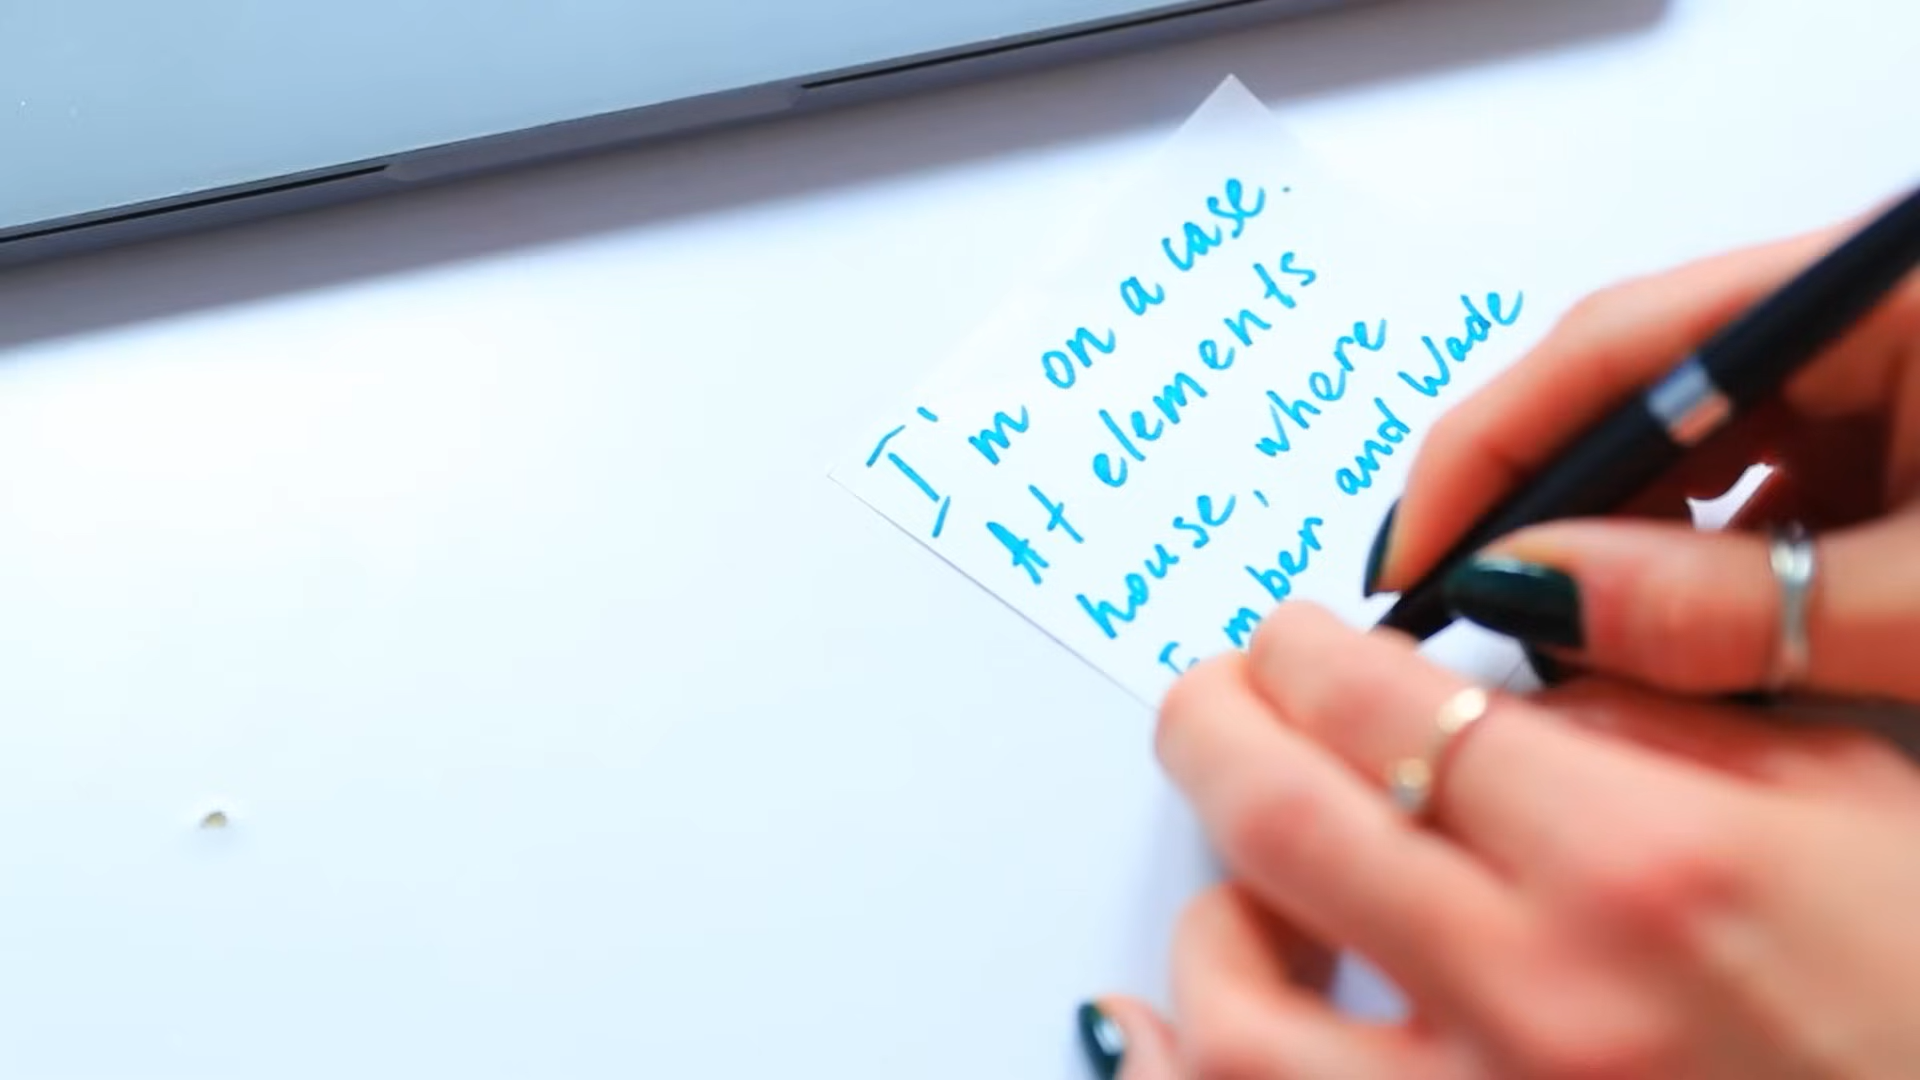 I'm on a case.
At elements
house, where
and Wade